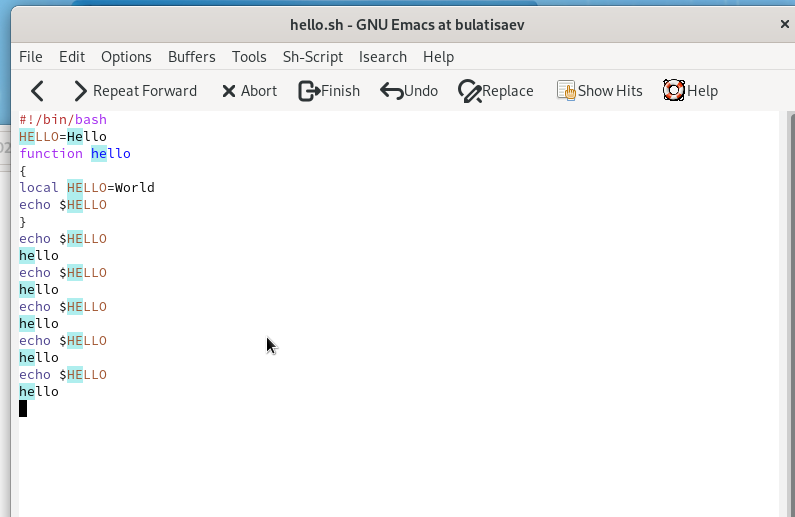 hello.sh - GNU Emacs at bulatisaev
File Edit Options Buffers Tools Sh-Script Isearch Help
Repeat Forward Abort Finish Undo Replace Show Hits Help
#!/bin/bash
HELLO=Hello
function hello
{
local HELLO=World
echo $HELLO
}
echo $HELLO
hello
echo $HELLO
hello
echo $HELLO
hello
echo $HELLO
hello
echo $HELLO
hello